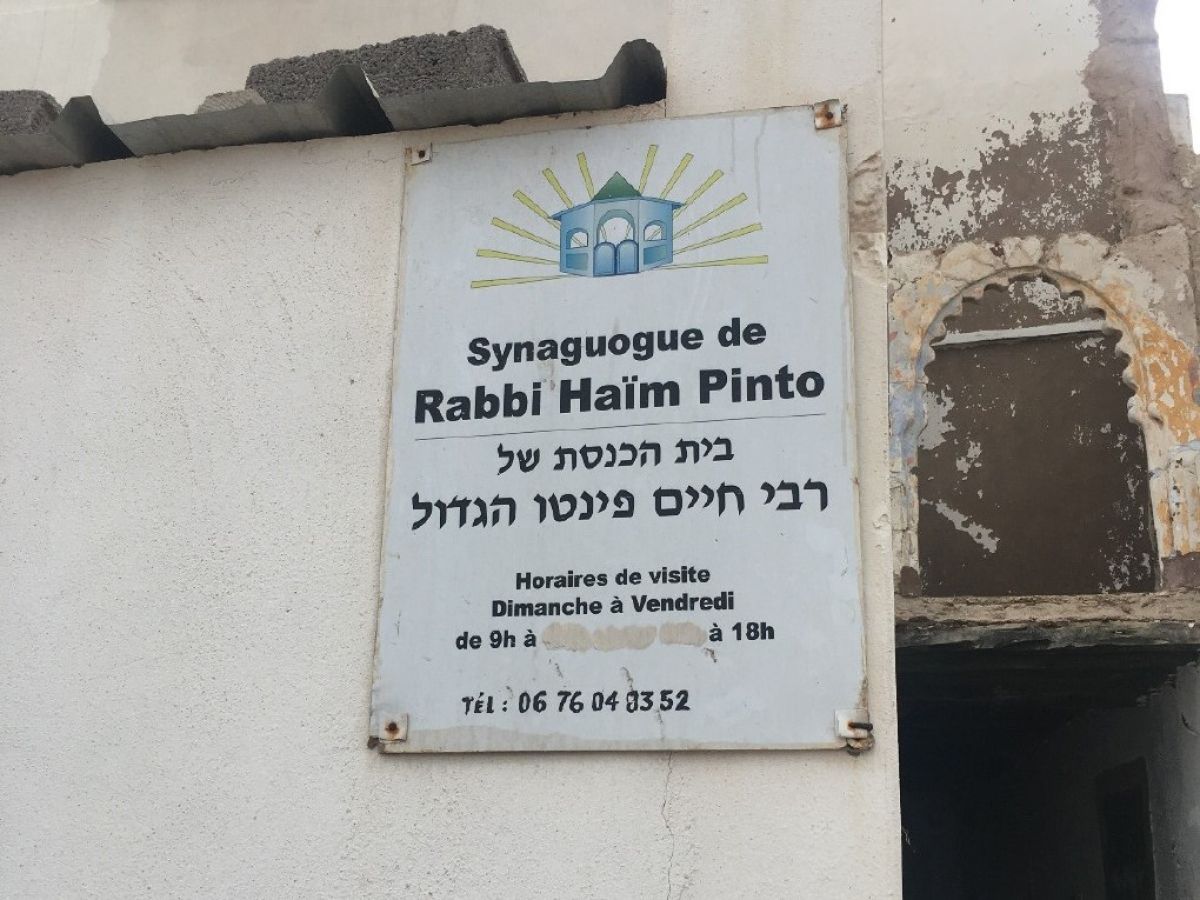 Synaguogue de
Rabbi Haïm Pinto
בית הכנסת של
רבי חיים פינטו הגדול
Horaires de visite
Dimanche à Vendredi
de 9h à à 18h
TÉL : 06 76 04 83 52